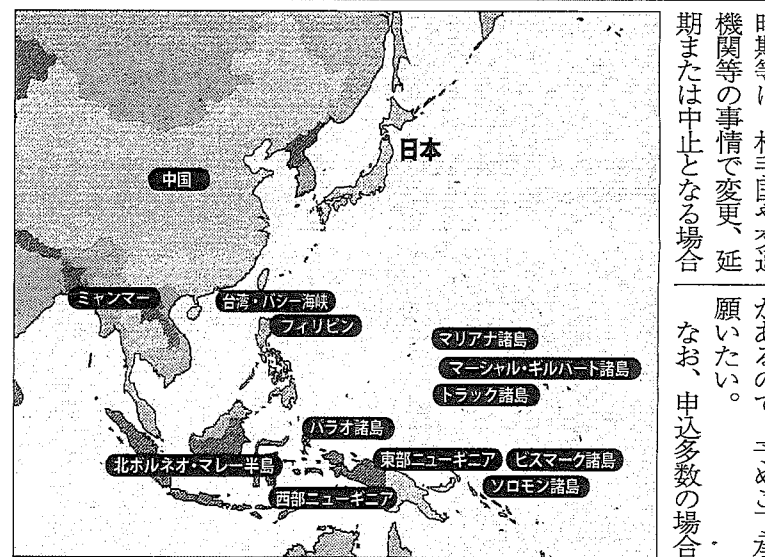 機関等の事情で変更、延
期または中止となる場合
願いたい。
なお、申込多数の場合
日本
中国
ミャンマー
台湾・バシー海峡
フィリピン
マリアナ諸島
マーシャル・ギルバート諸島
トラック諸島
パラオ諸島
北ボルネオ・マレー半島
東部ニューギニア
ビスマーク諸島
西部ニューギニア
ソロモン諸島